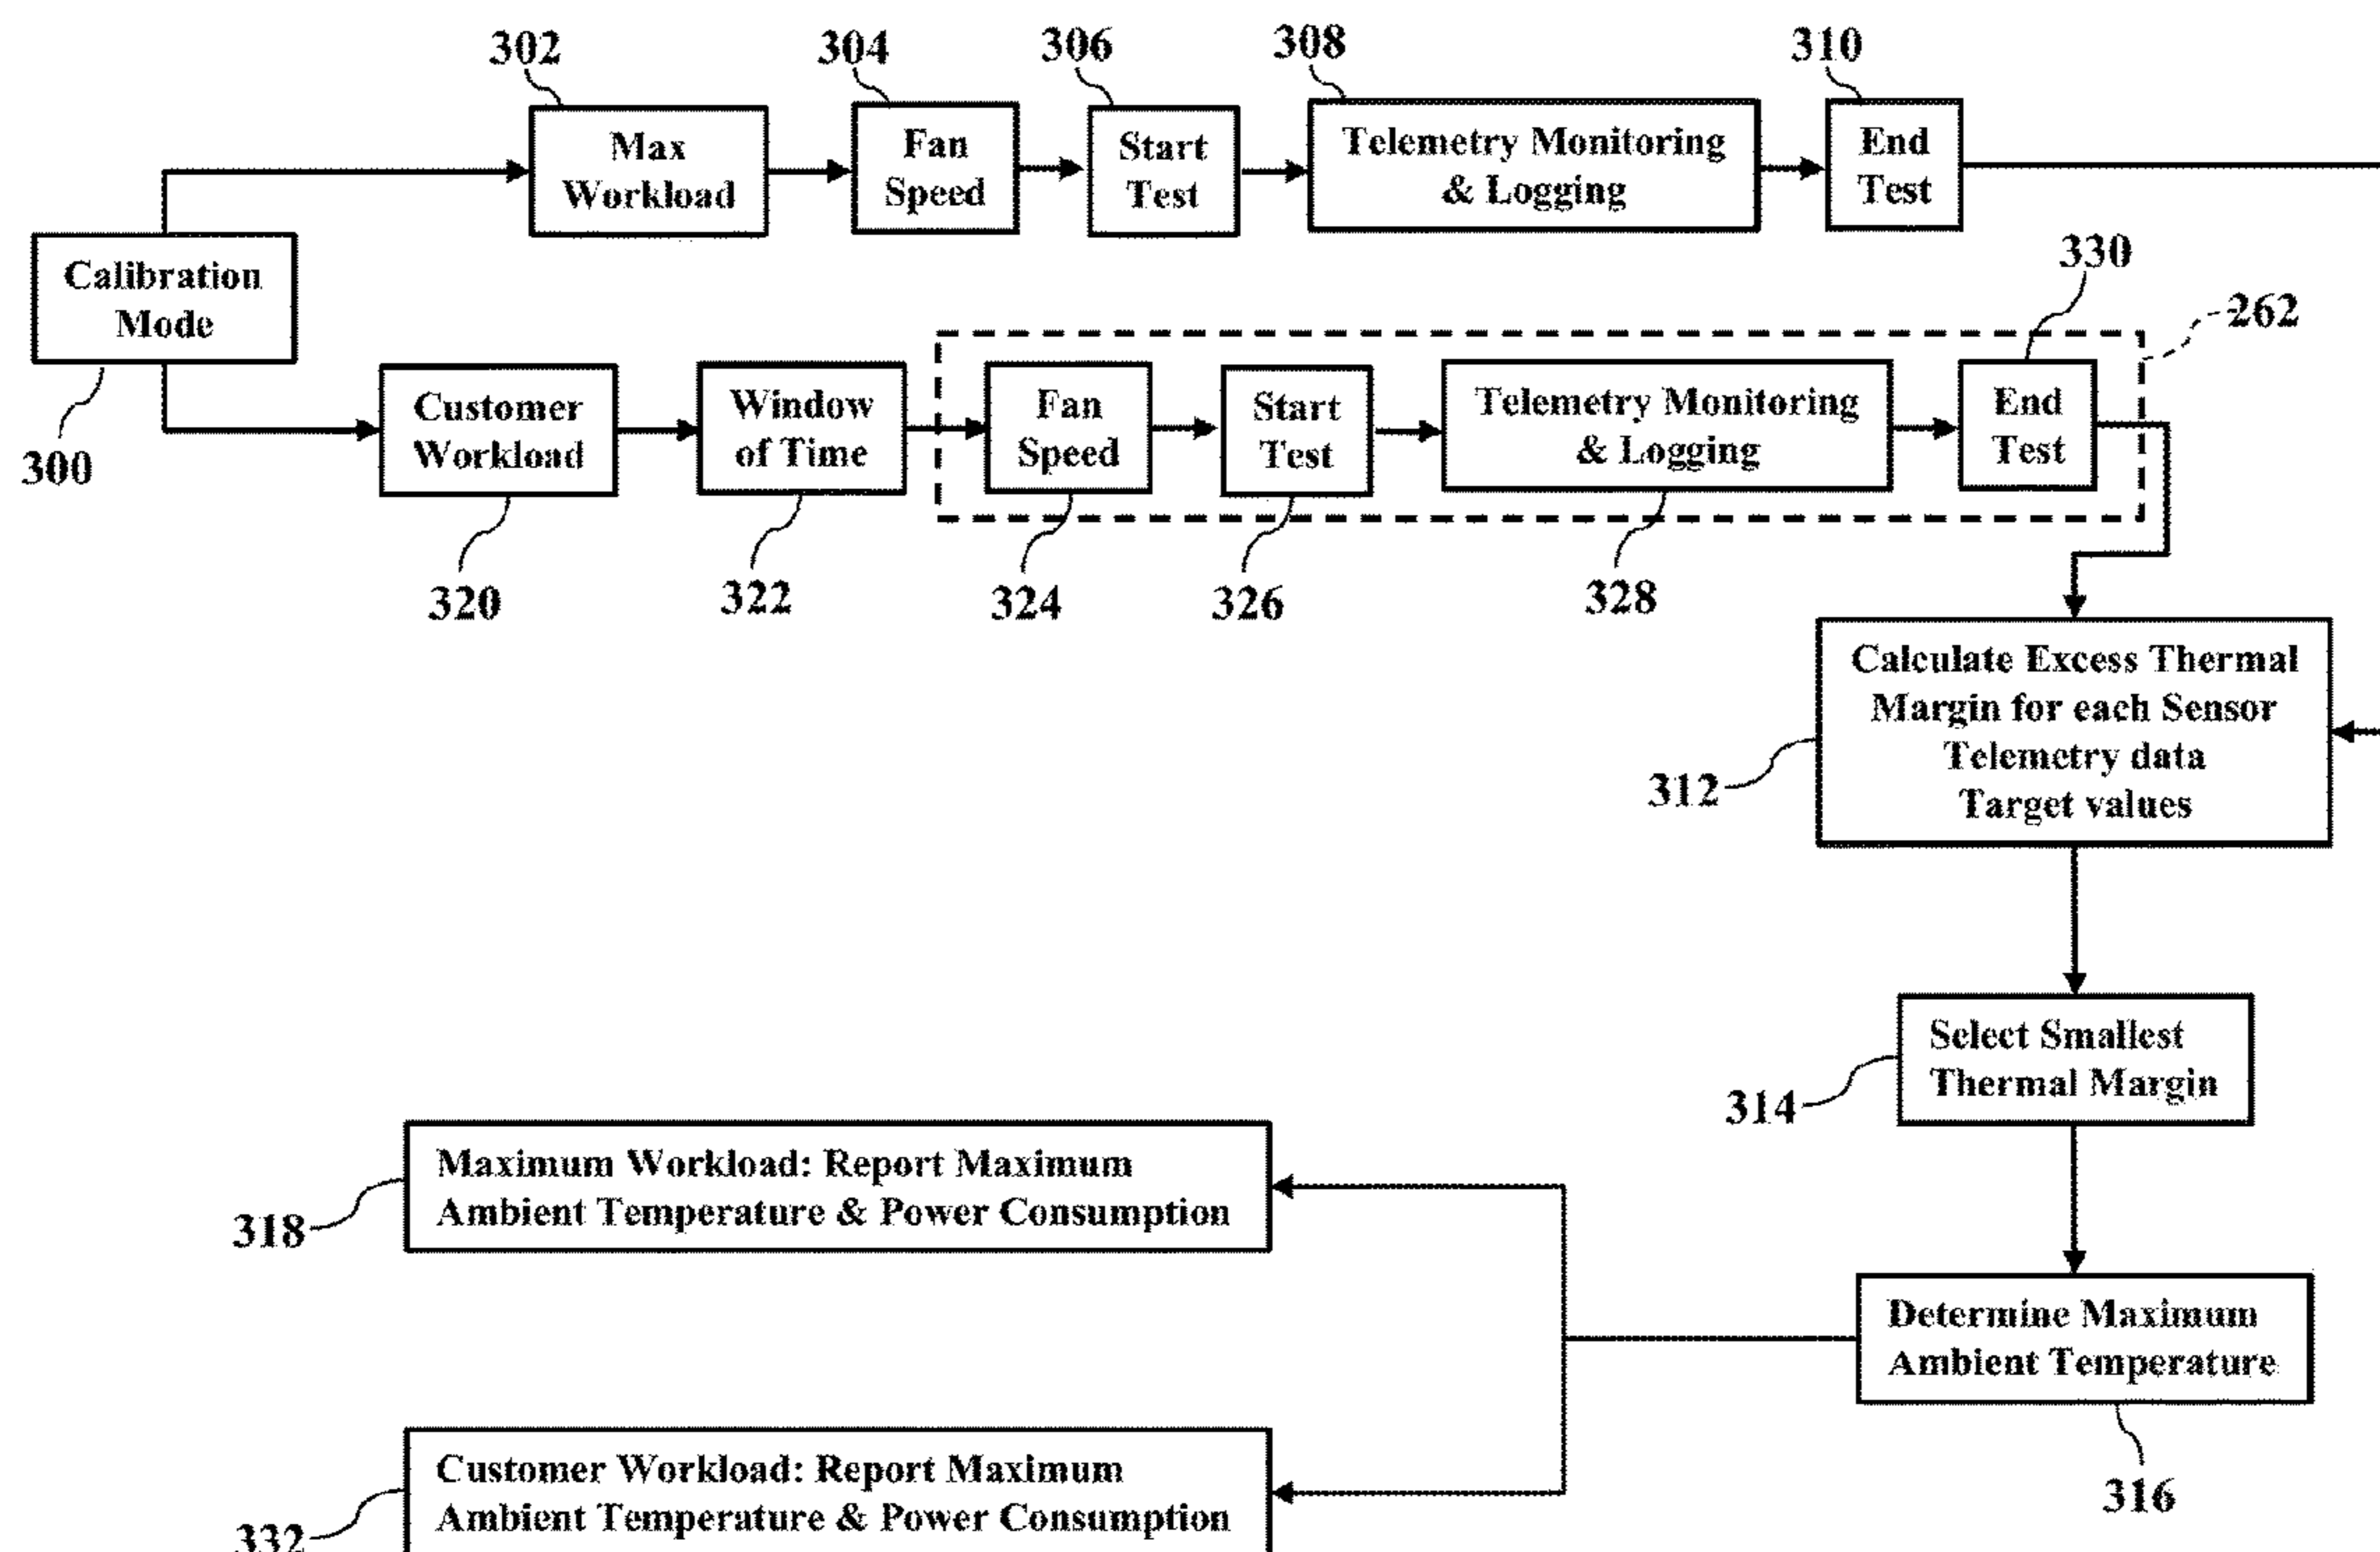 302
304
306
308
310
Max
Workload
Fan
Speed
Start
Test
Telemetry Monitoring
& Logging
End
Test
330
262
Calibration
Mode
300
Customer
Workload
Window
of Time
Fan
Speed
Start
Test
Telemetry Monitoring
& Logging
End
Test
320
322
324
326
328
Calculate Excess Thermal
Margin for each Sensor
Telemetry data
Target values
312
Select Smallest
Thermal Margin
314
Maximum Workload: Report Maximum
Ambient Temperature & Power Consumption
318
Determine Maximum
Ambient Temperature
316
Customer Workload: Report Maximum
Ambient Temperature & Power Consumption
332